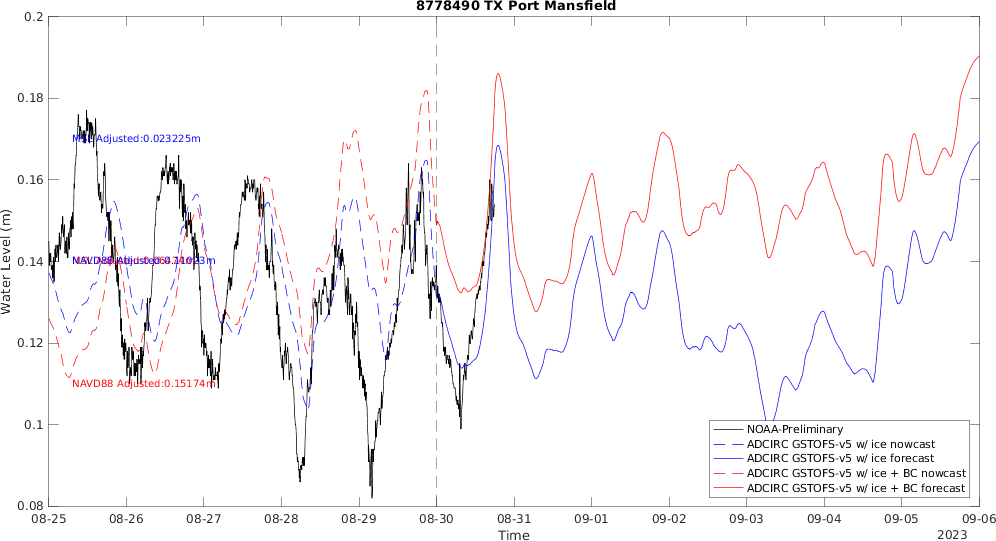 8778490 TX Port Mansfield
0.2
0.18
0.16
0.14
0.12
0.1
0.08
Water Level (m)
MSL Adjusted:0.023225m
NAVD88 Adjusted:0.15174m
08-25
08-26
08-27
08-28
08-29
08-30
08-31
09-01
09-02
09-03
09-04
09-05
09-06
Time
2023
NOAA-Preliminary
ADCIRC GSTOFS-v5 w/ ice nowcast
ADCIRC GSTOFS-v5 w/ ice forecast
ADCIRC GSTOFS-v5 w/ ice + BC nowcast
ADCIRC GSTOFS-v5 w/ ice + BC forecast